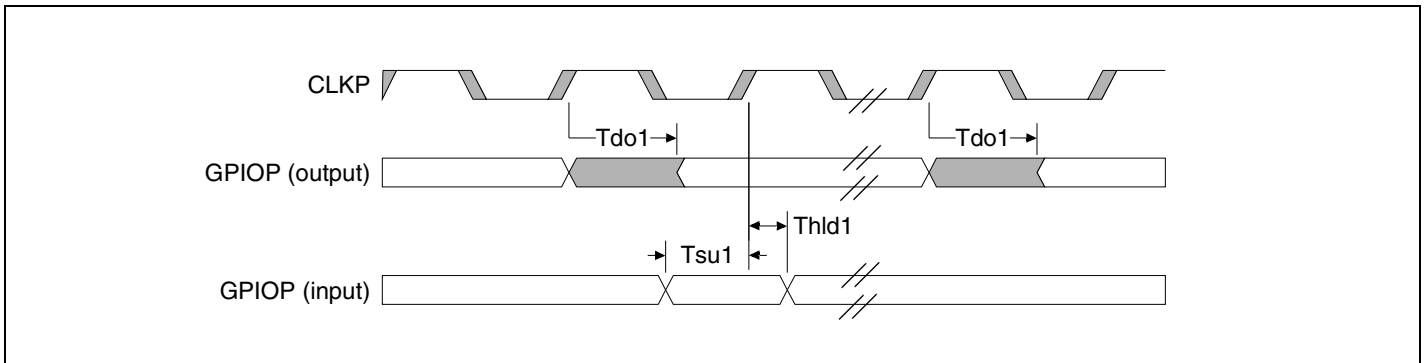 CLKP
Tdo1 Tdo1
GPIOP (output)
Thld1
Tsu1
GPIOP (input)